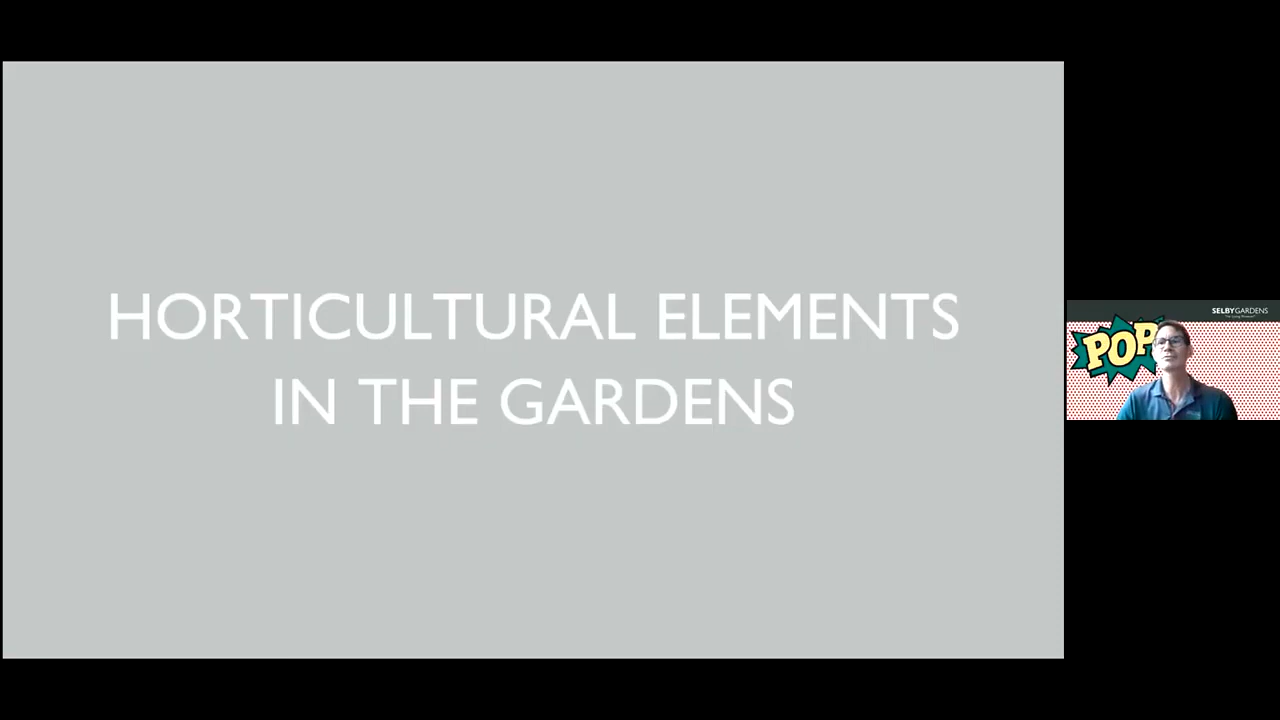 HORTICULTURAL ELEMENTS
IN THE GARDENS
SELBYGARDENS
POP